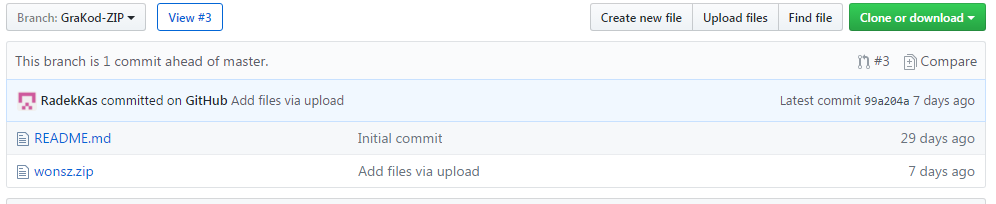 Branch: GraKod-ZIP View #3 Create new file Upload files Find file Clone or download
This branch is 1 commit ahead of master. #3 Compare
RadekKas committed on GitHub Add files via upload Latest commit 99a204a 7 days ago
README.md Initial commit 29 days ago
wonsz.zip Add files via upload 7 days ago